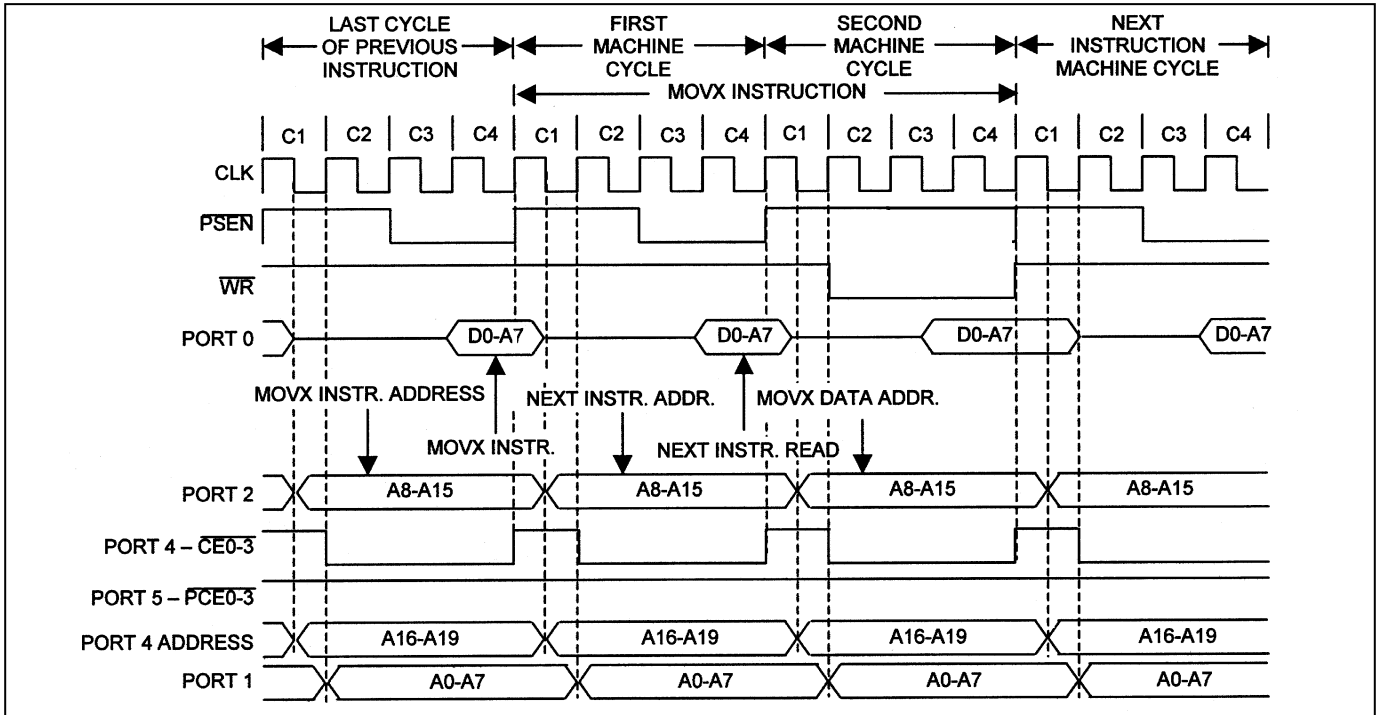 LAST CYCLE OF PREVIOUS INSTRUCTION
FIRST MACHINE CYCLE
SECOND MACHINE CYCLE
NEXT INSTRUCTION MACHINE CYCLE
MOVX INSTRUCTION
C1 C2 C3 C4 C1 C2 C3 C4 C1 C2 C3 C4 C1 C2 C3 C4
CLK
PSEN
WR
PORT 0 D0-A7 D0-A7 D0-A7 D0-A7
MOVX INSTR. ADDRESS NEXT INSTR. ADDR. MOVX DATA ADDR.
MOVX INSTR. NEXT INSTR. READ
PORT 2 A8-A15 A8-A15 A8-A15 A8-A15
PORT 4 – CE0-3
PORT 5 – PCE0-3
PORT 4 ADDRESS A16-A19 A16-A19 A16-A19 A16-A19
PORT 1 A0-A7 A0-A7 A0-A7 A0-A7